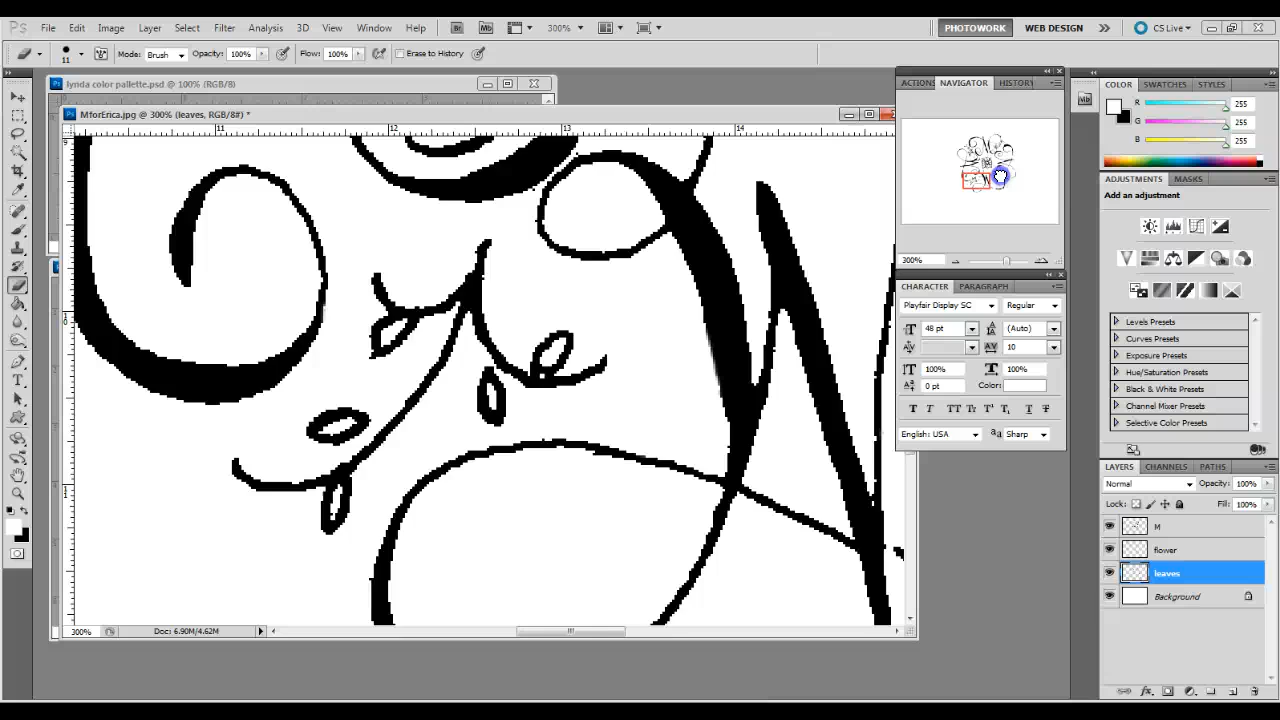 Ps File Edit Image Layer Select Filter Analysis 3D View Window Help Br Mb 300% PHOTOWORK WEB DESIGN CS Live
11 Mode: Brush Opacity: 100% Flow: 100% Erase to History
lynda color pallette.psd @ 100% (RGB/8)
MforErica.jpg @ 300% (leaves, RGB/8#) *
11 12 13 14
300% Doc: 6.90M/4.62M
ACTIONS NAVIGATOR HISTORY
300%
CHARACTER PARAGRAPH
Playfair Display SC Regular
48 pt (Auto)
10
100% 100%
0 pt Color:
English: USA Sharp
COLOR SWATCHES STYLES
R 255
G 255
B 255
ADJUSTMENTS MASKS
Add an adjustment
Levels Presets
Curves Presets
Exposure Presets
Hue/Saturation Presets
Black & White Presets
Channel Mixer Presets
Selective Color Presets
LAYERS CHANNELS PATHS
Normal Opacity: 100%
Lock: Fill: 100%
M
flower
leaves
Background